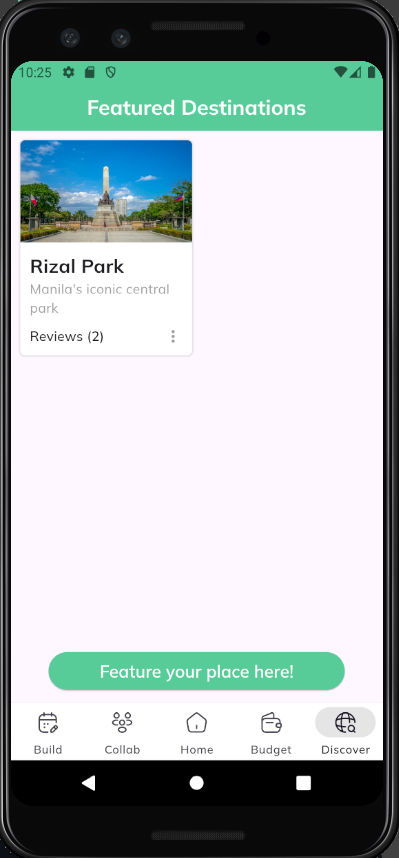 10:25
Featured Destinations
Rizal Park
Manila's iconic central
park
Reviews (2)
Feature your place here!
Build
Collab
Home
Budget
Discover